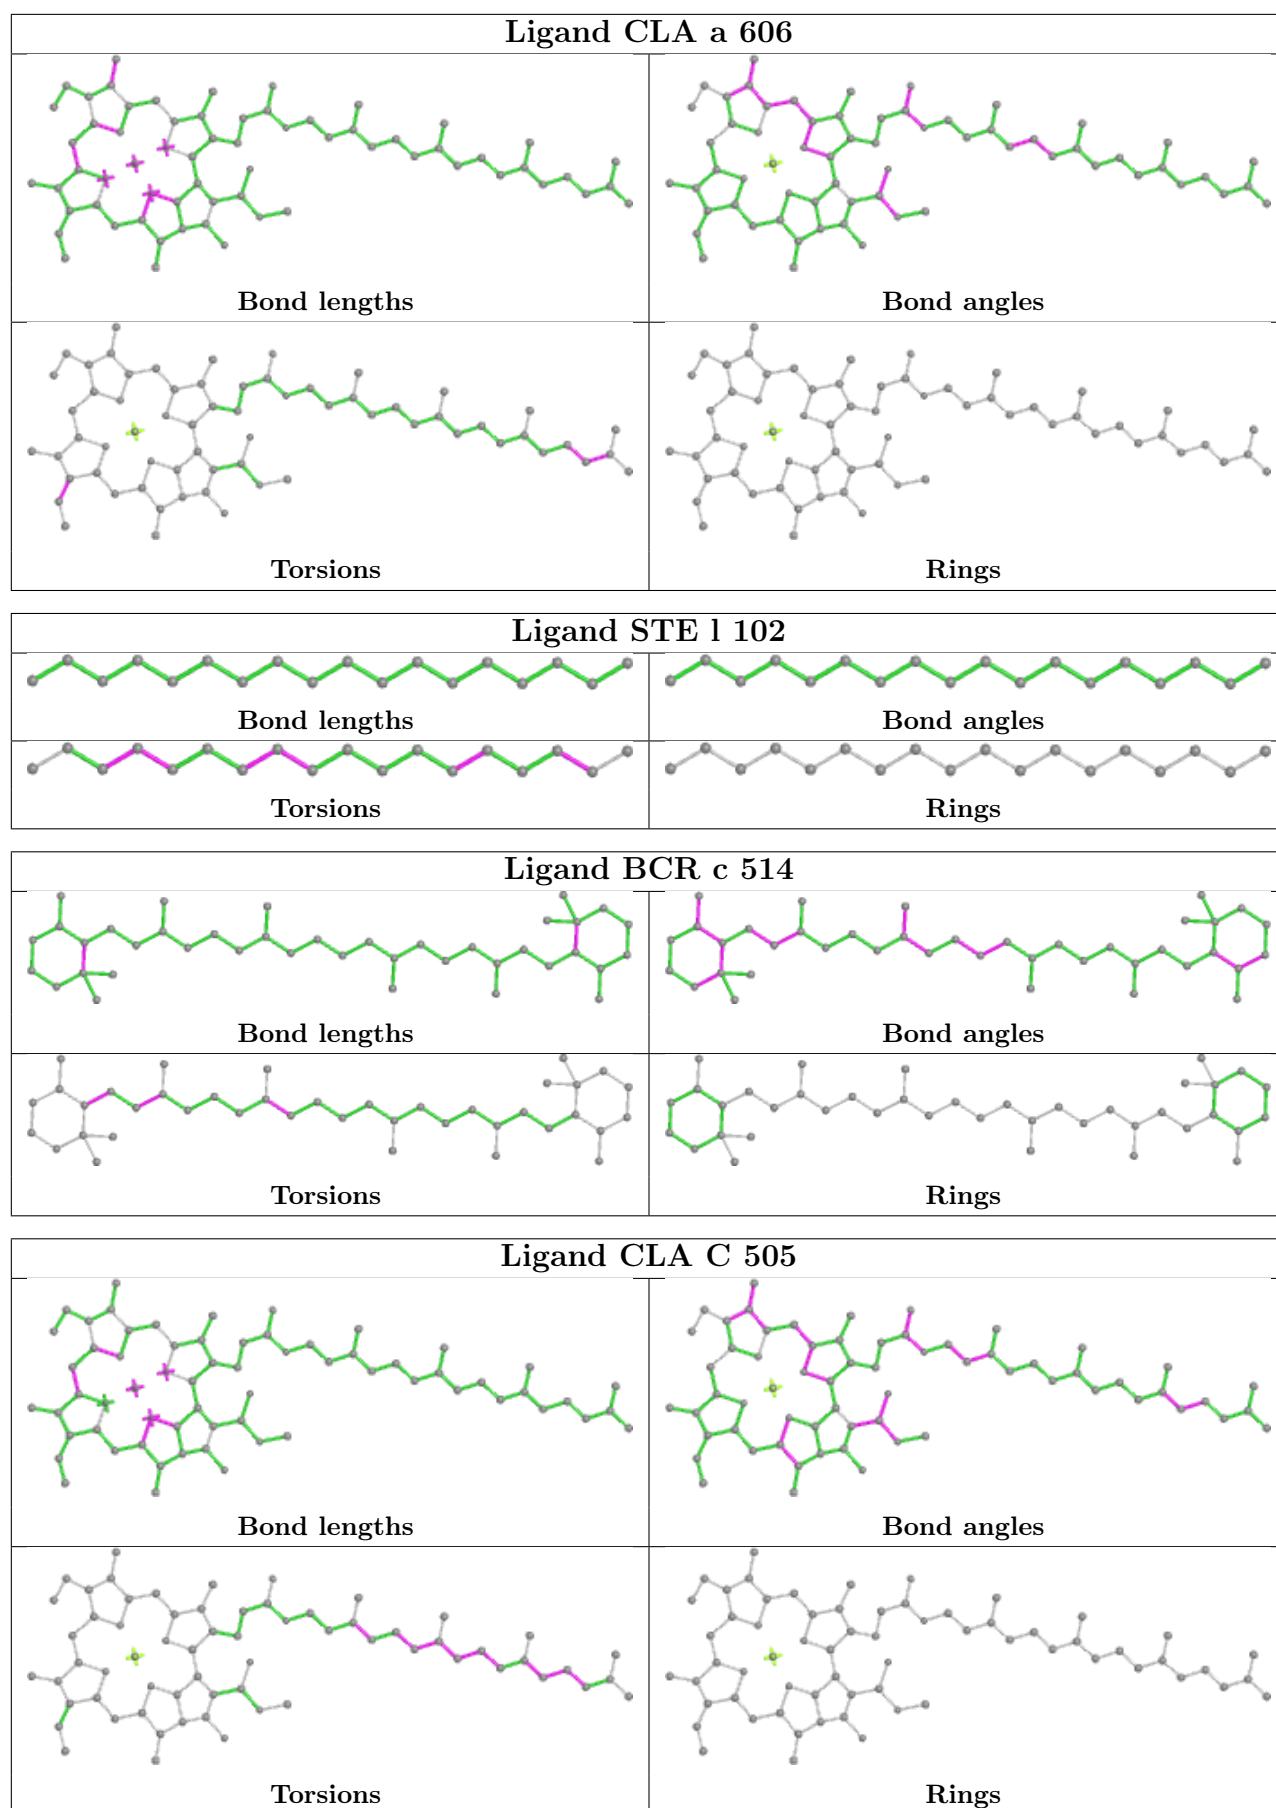 Ligand CLA a 606
Bond lengths
Bond angles
Torsions
Rings
Ligand STE l 102
Bond lengths
Bond angles
Torsions
Rings
Ligand BCR c 514
Bond lengths
Bond angles
Torsions
Rings
Ligand CLA C 505
Bond lengths
Bond angles
Torsions
Rings